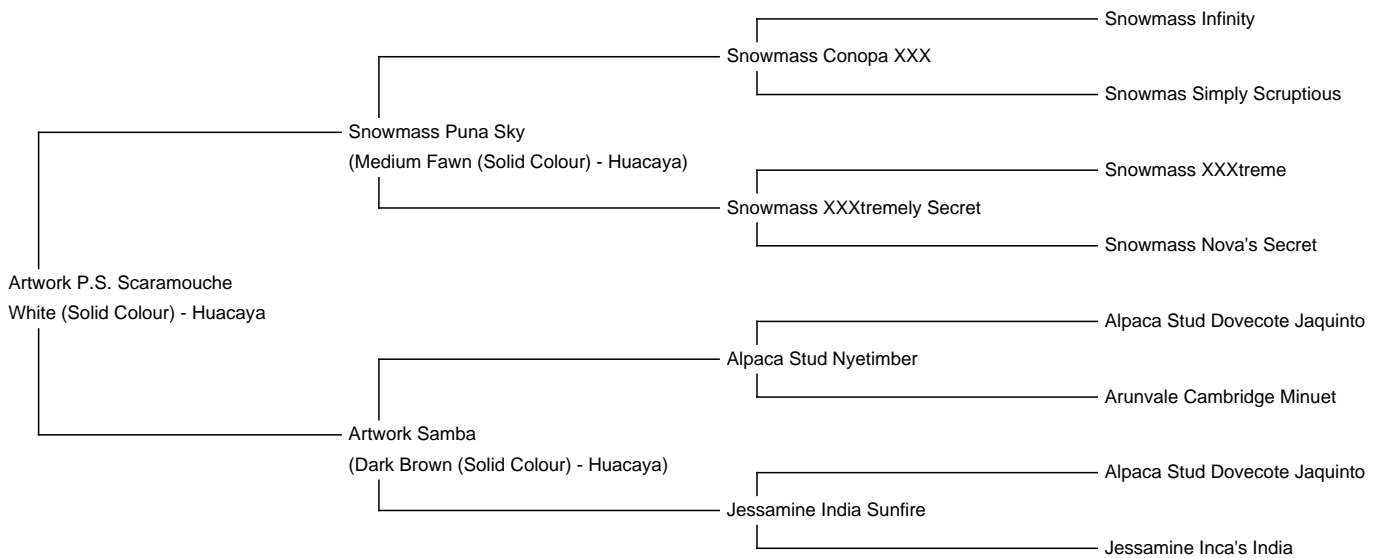 Snowmass Infinity
Snowmass Conopa XXX
Snowmas Simply Scruptious
Snowmass Puna Sky
(Medium Fawn (Solid Colour) - Huacaya)
Snowmass XXXtreme
Snowmass XXXtremely Secret
Snowmass Nova's Secret
Artwork P.S. Scaramouche
White (Solid Colour) - Huacaya
Alpaca Stud Dovecote Jaquinto
Alpaca Stud Nyetimber
Arunvale Cambridge Minuet
Artwork Samba
(Dark Brown (Solid Colour) - Huacaya)
Alpaca Stud Dovecote Jaquinto
Jessamine India Sunfire
Jessamine Inca's India